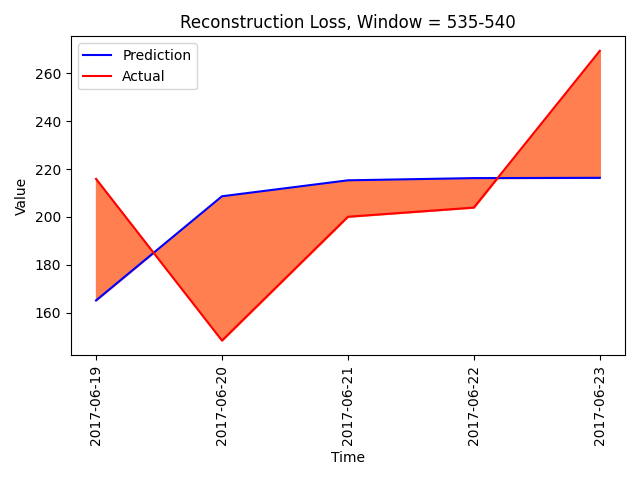 Reconstruction Loss, Window = 535-540
Prediction
Actual
260
240
220
200
180
160
Value
2017-06-19
2017-06-20
2017-06-21
2017-06-22
2017-06-23
Time